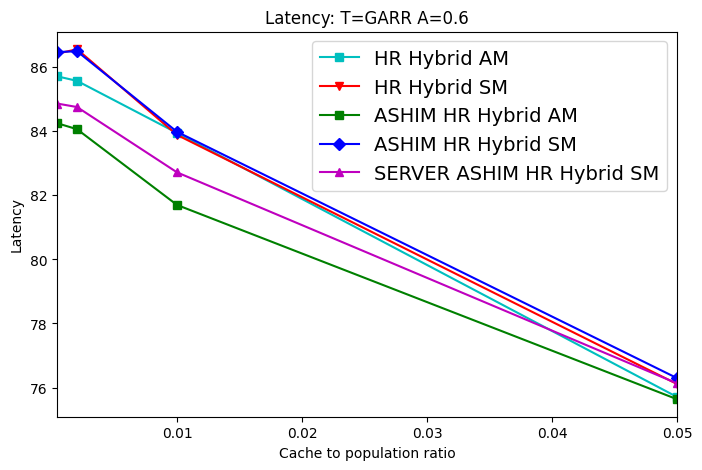 Latency: T=GARR A=0.6
HR Hybrid AM
HR Hybrid SM
ASHIM HR Hybrid AM
ASHIM HR Hybrid SM
SERVER ASHIM HR Hybrid SM
Latency
86
84
82
80
78
76
0.01
0.02
0.03
0.04
0.05
Cache to population ratio